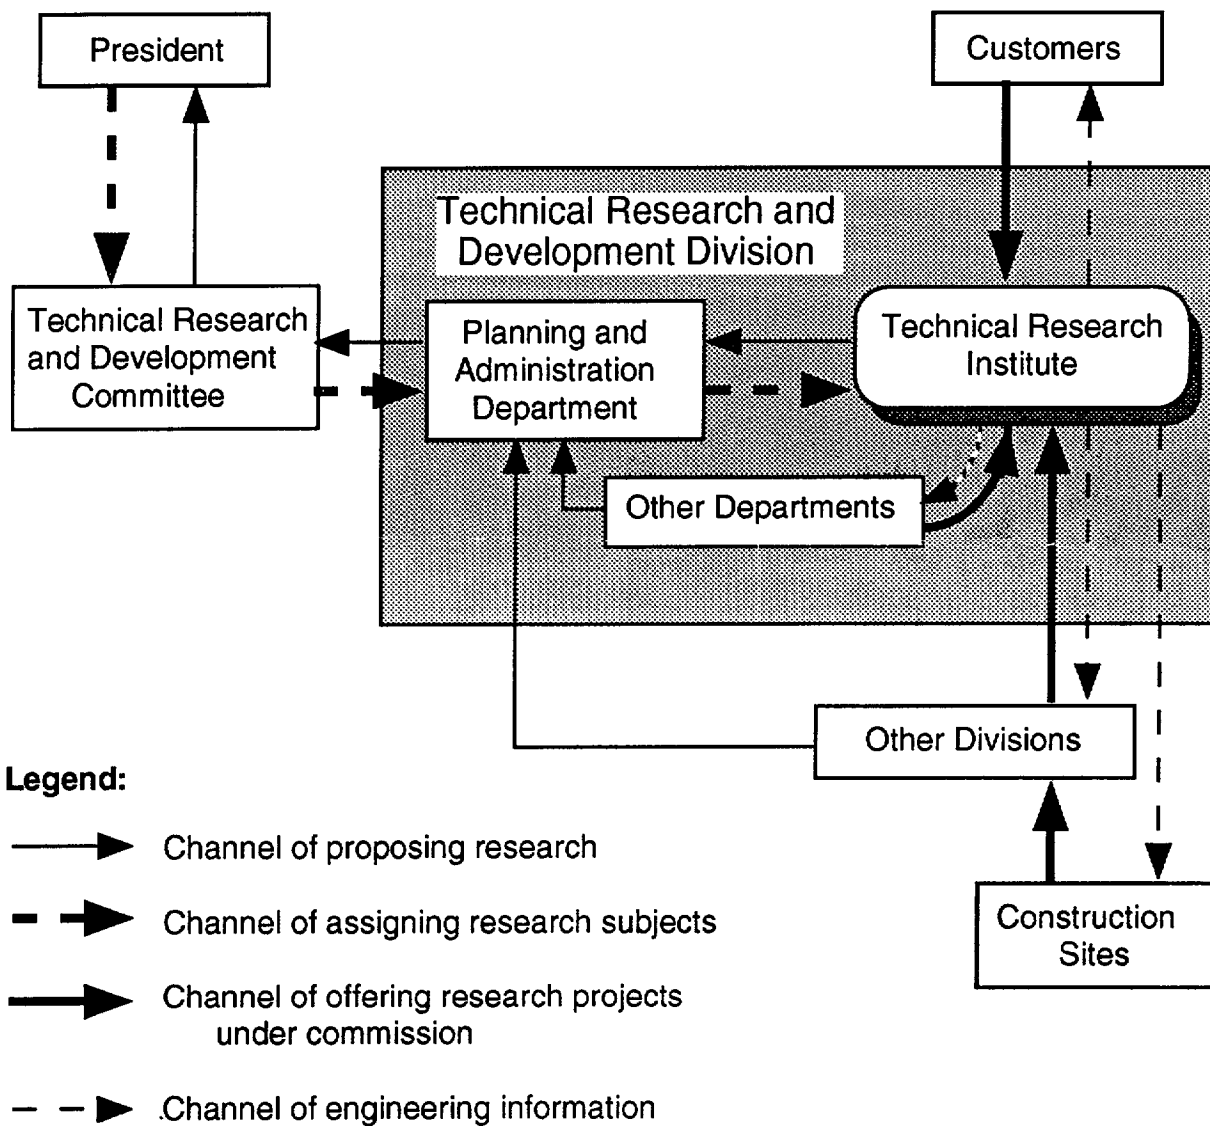 President
Customers
Technical Research and
Development Division
Technical Research
and Development
Committee
Planning and
Administration
Department
Technical Research
Institute
Other Departments
Other Divisions
Construction
Sites
Legend:
Channel of proposing research
Channel of assigning research subjects
Channel of offering research projects
under commission
Channel of engineering information